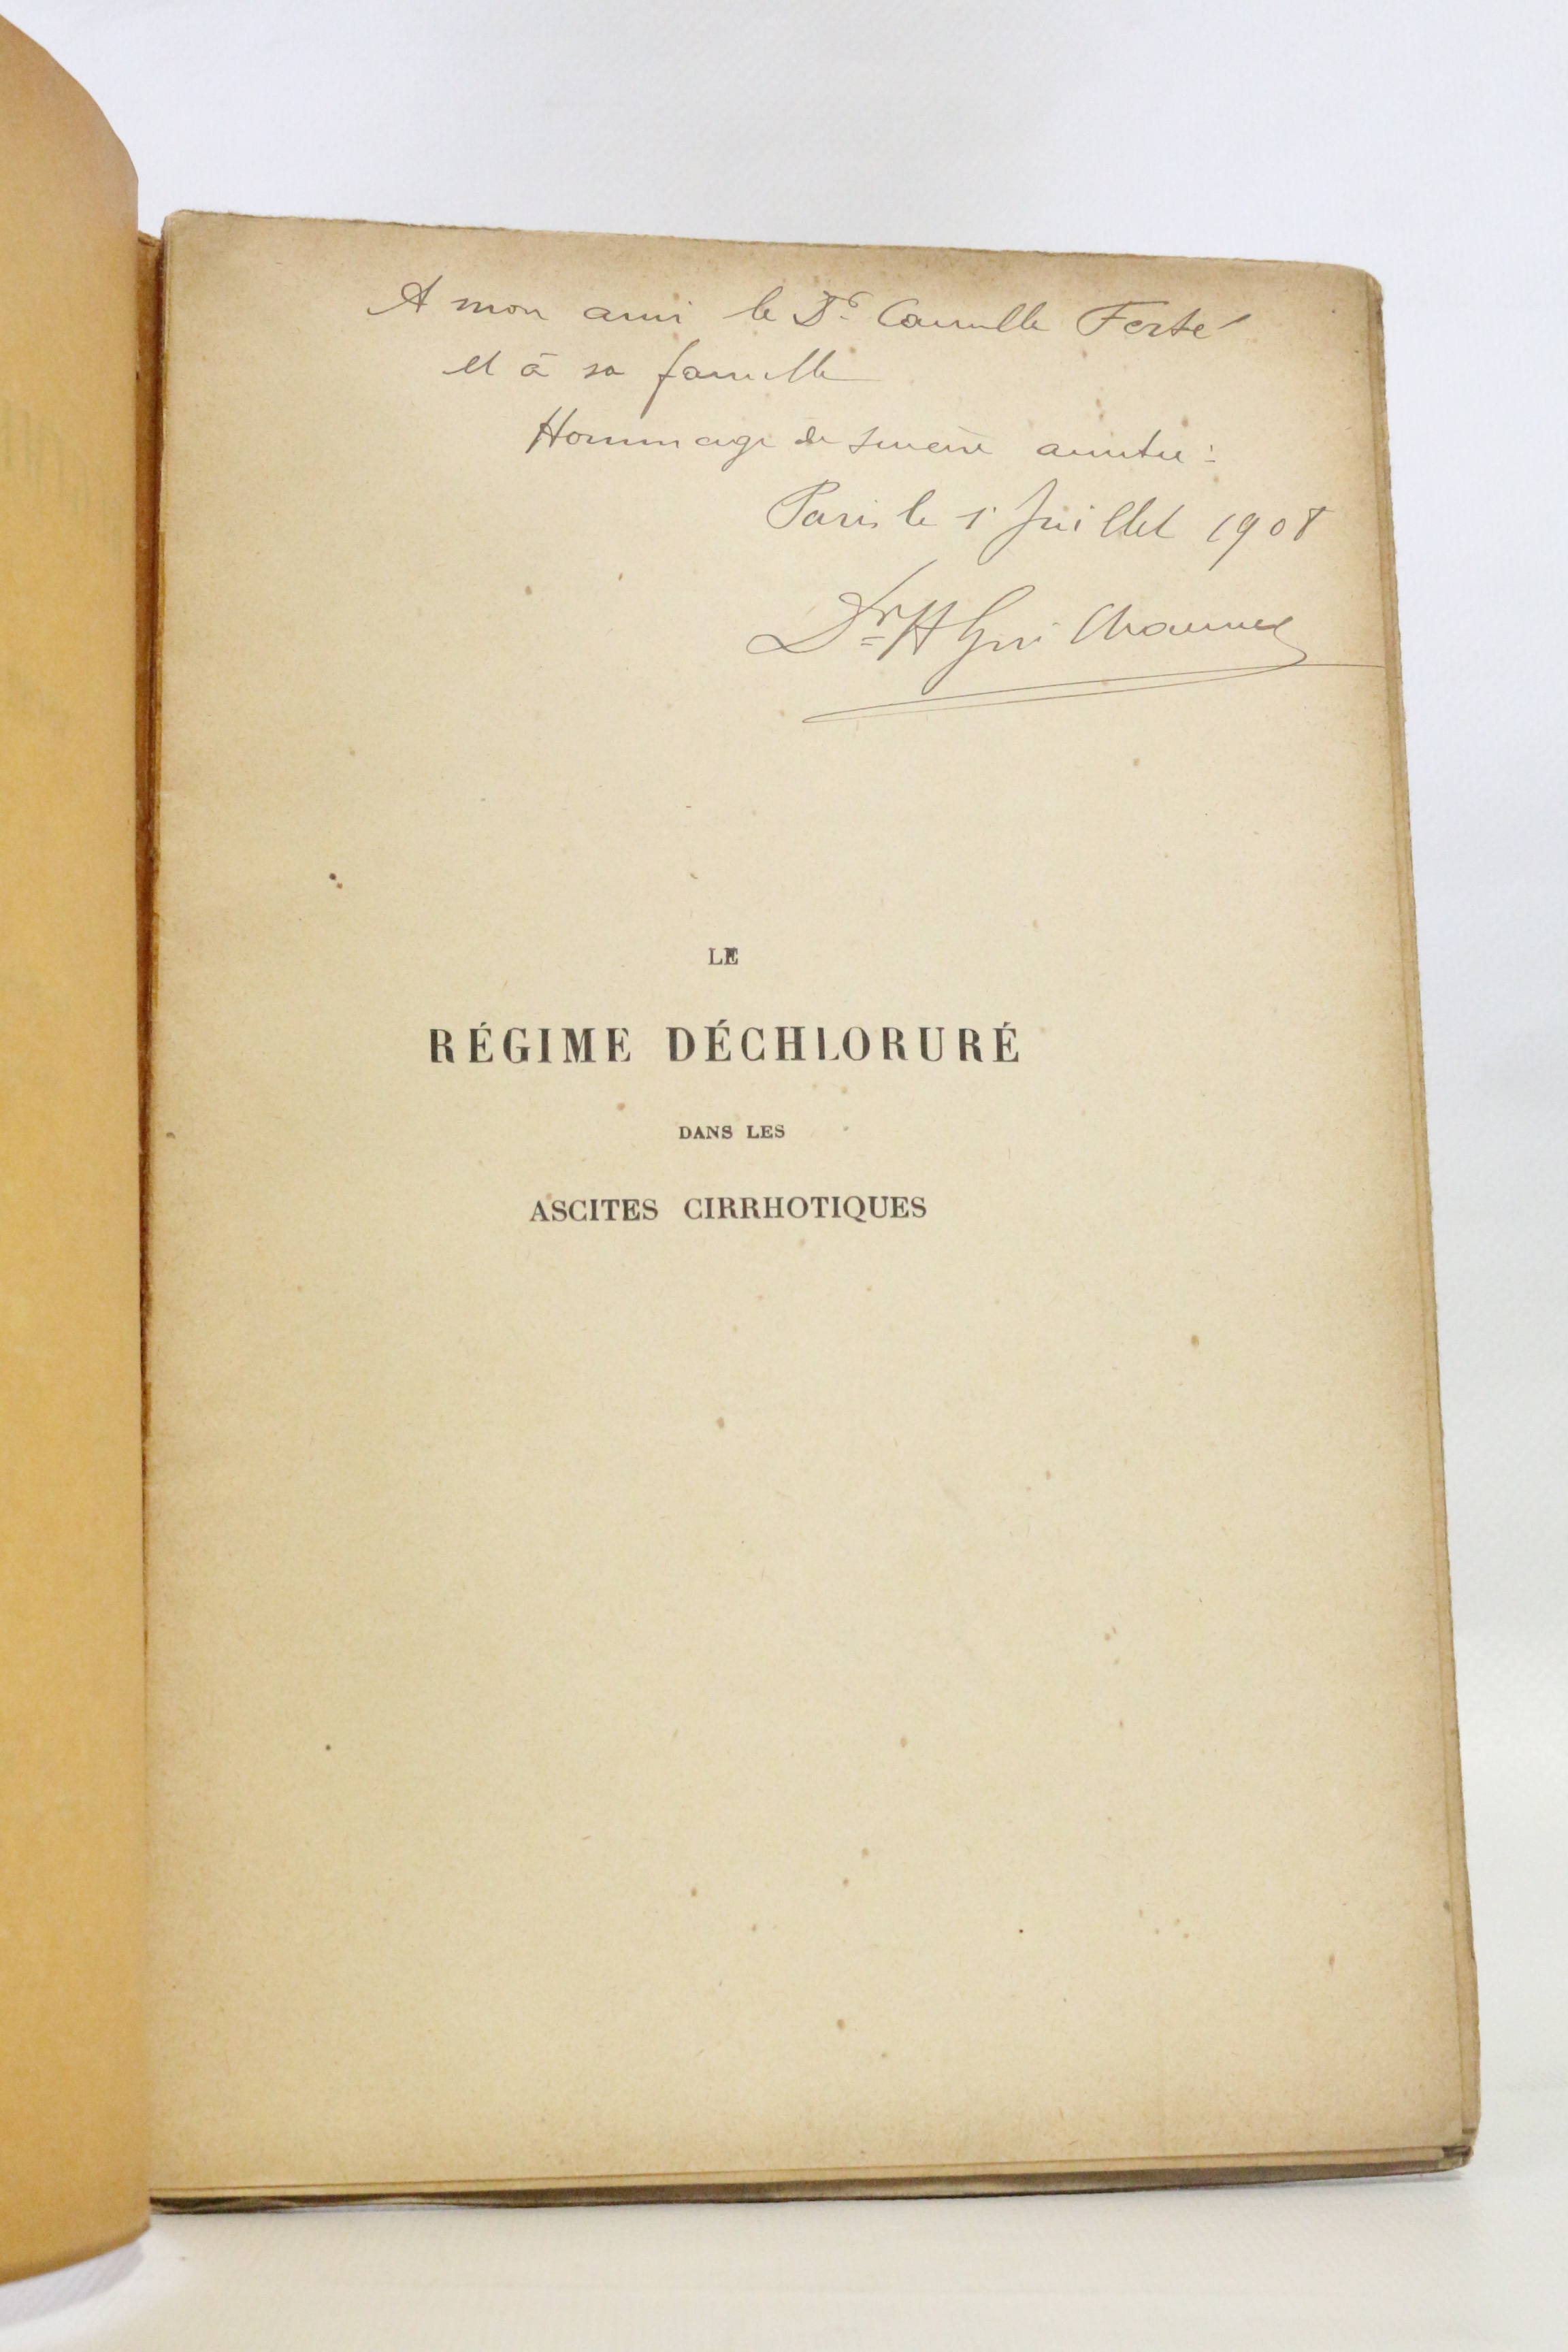 A mon ami le Dr Camille Ferté
et à sa famille
Hommage de sincère amitié :
Paris le 1 Juillet 1908
Dr H
LE
RÉGIME DÉCHLORURÉ
DANS LES
ASCITES CIRRHOTIQUES